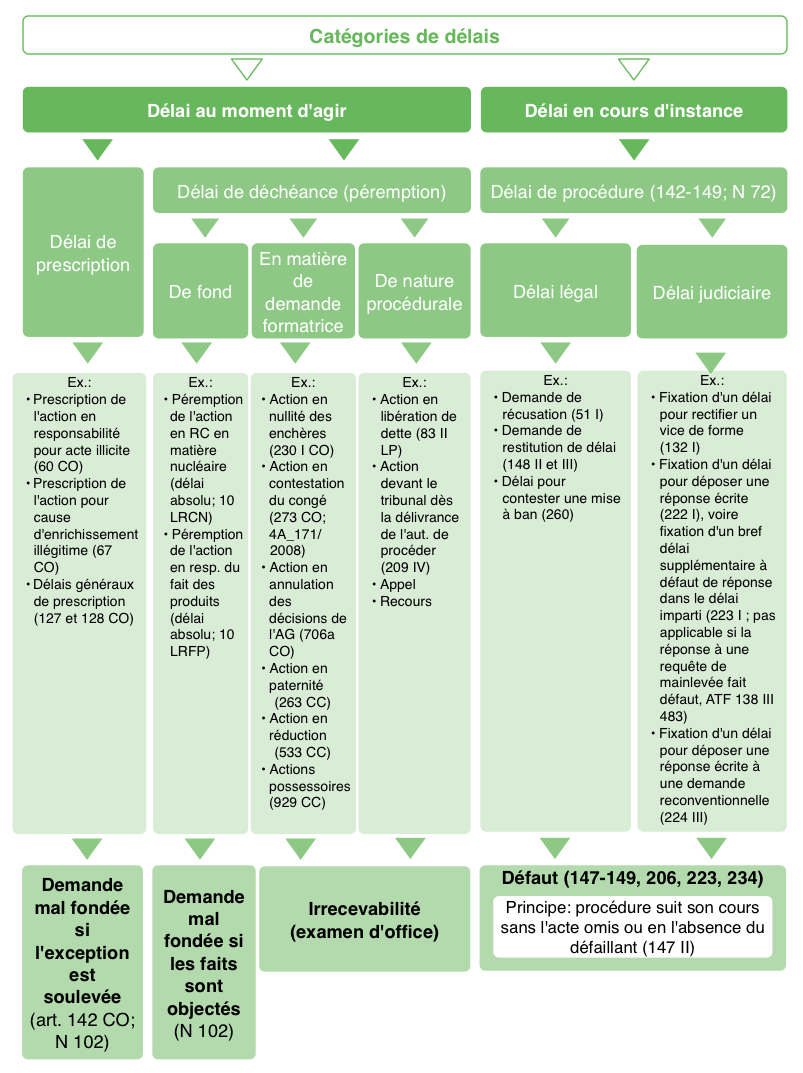 Catégories de délais
Délai au moment d'agir
Délai en cours d'instance
Délai de
prescription
Délai de déchéance (péremption)
Délai de procédure (142-149; N 72)
De fond
En matière
de
demande
formatrice
De nature
procédurale
Délai légal
Délai judiciaire
Ex.:
• Prescription de
l'action en
responsabilité
pour acte illicite
(60 CO)
• Prescription de
l'action pour
cause
d'enrichissement
illégitime (67
CO)
• Délais généraux
de prescription
(127 et 128 CO)
Ex.:
• Péremption
de l'action
en RC en
matière
nucléaire
(délai
absolu; 10
LRCN)
• Péremption
de l'action
en resp. du
fait des
produits
(délai
absolu; 10
LRFP)
Ex.:
• Action en
nullité des
enchères
(230 I CO)
• Action en
contestation
du congé
(273 CO;
4A_171/
2008)
• Action en
annulation
des
décisions de
l'AG (706a
CO)
• Action en
paternité
(263 CC)
• Action en
réduction
(533 CC)
• Actions
possessoires
(929 CC)
Ex.:
• Action en
libération de
dette (83 II
LP)
• Action
devant le
tribunal dès
la délivrance
de l'aut. de
procéder
(209 IV)
• Appel
• Recours
Ex.:
• Demande de
récusation (51 I)
• Demande de
restitution de délai
(148 II et III)
• Délai pour
contester une mise
à ban (260)
Ex.:
• Fixation d'un délai
pour rectifier un
vice de forme
(132 I)
• Fixation d'un délai
pour déposer une
réponse écrite
(222 I), voire
fixation d'un bref
délai
supplémentaire à
défaut de réponse
dans le délai
imparti (223 I ; pas
applicable si la
réponse à une
requête de
mainlevée fait
défaut, ATF 138 III
483)
• Fixation d'un délai
pour déposer une
réponse écrite à
une demande
reconventionnelle
(224 III)
Demande
mal fondée
si
l'exception
est
soulevée
(art. 142 CO;
N 102)
Demande
mal
fondée si
les faits
sont
objectés
(N 102)
Irrecevabilité
(examen d'office)
Défaut (147-149, 206, 223, 234)
Principe: procédure suit son cours
sans l'acte omis ou en l'absence du
défaillant (147 II)